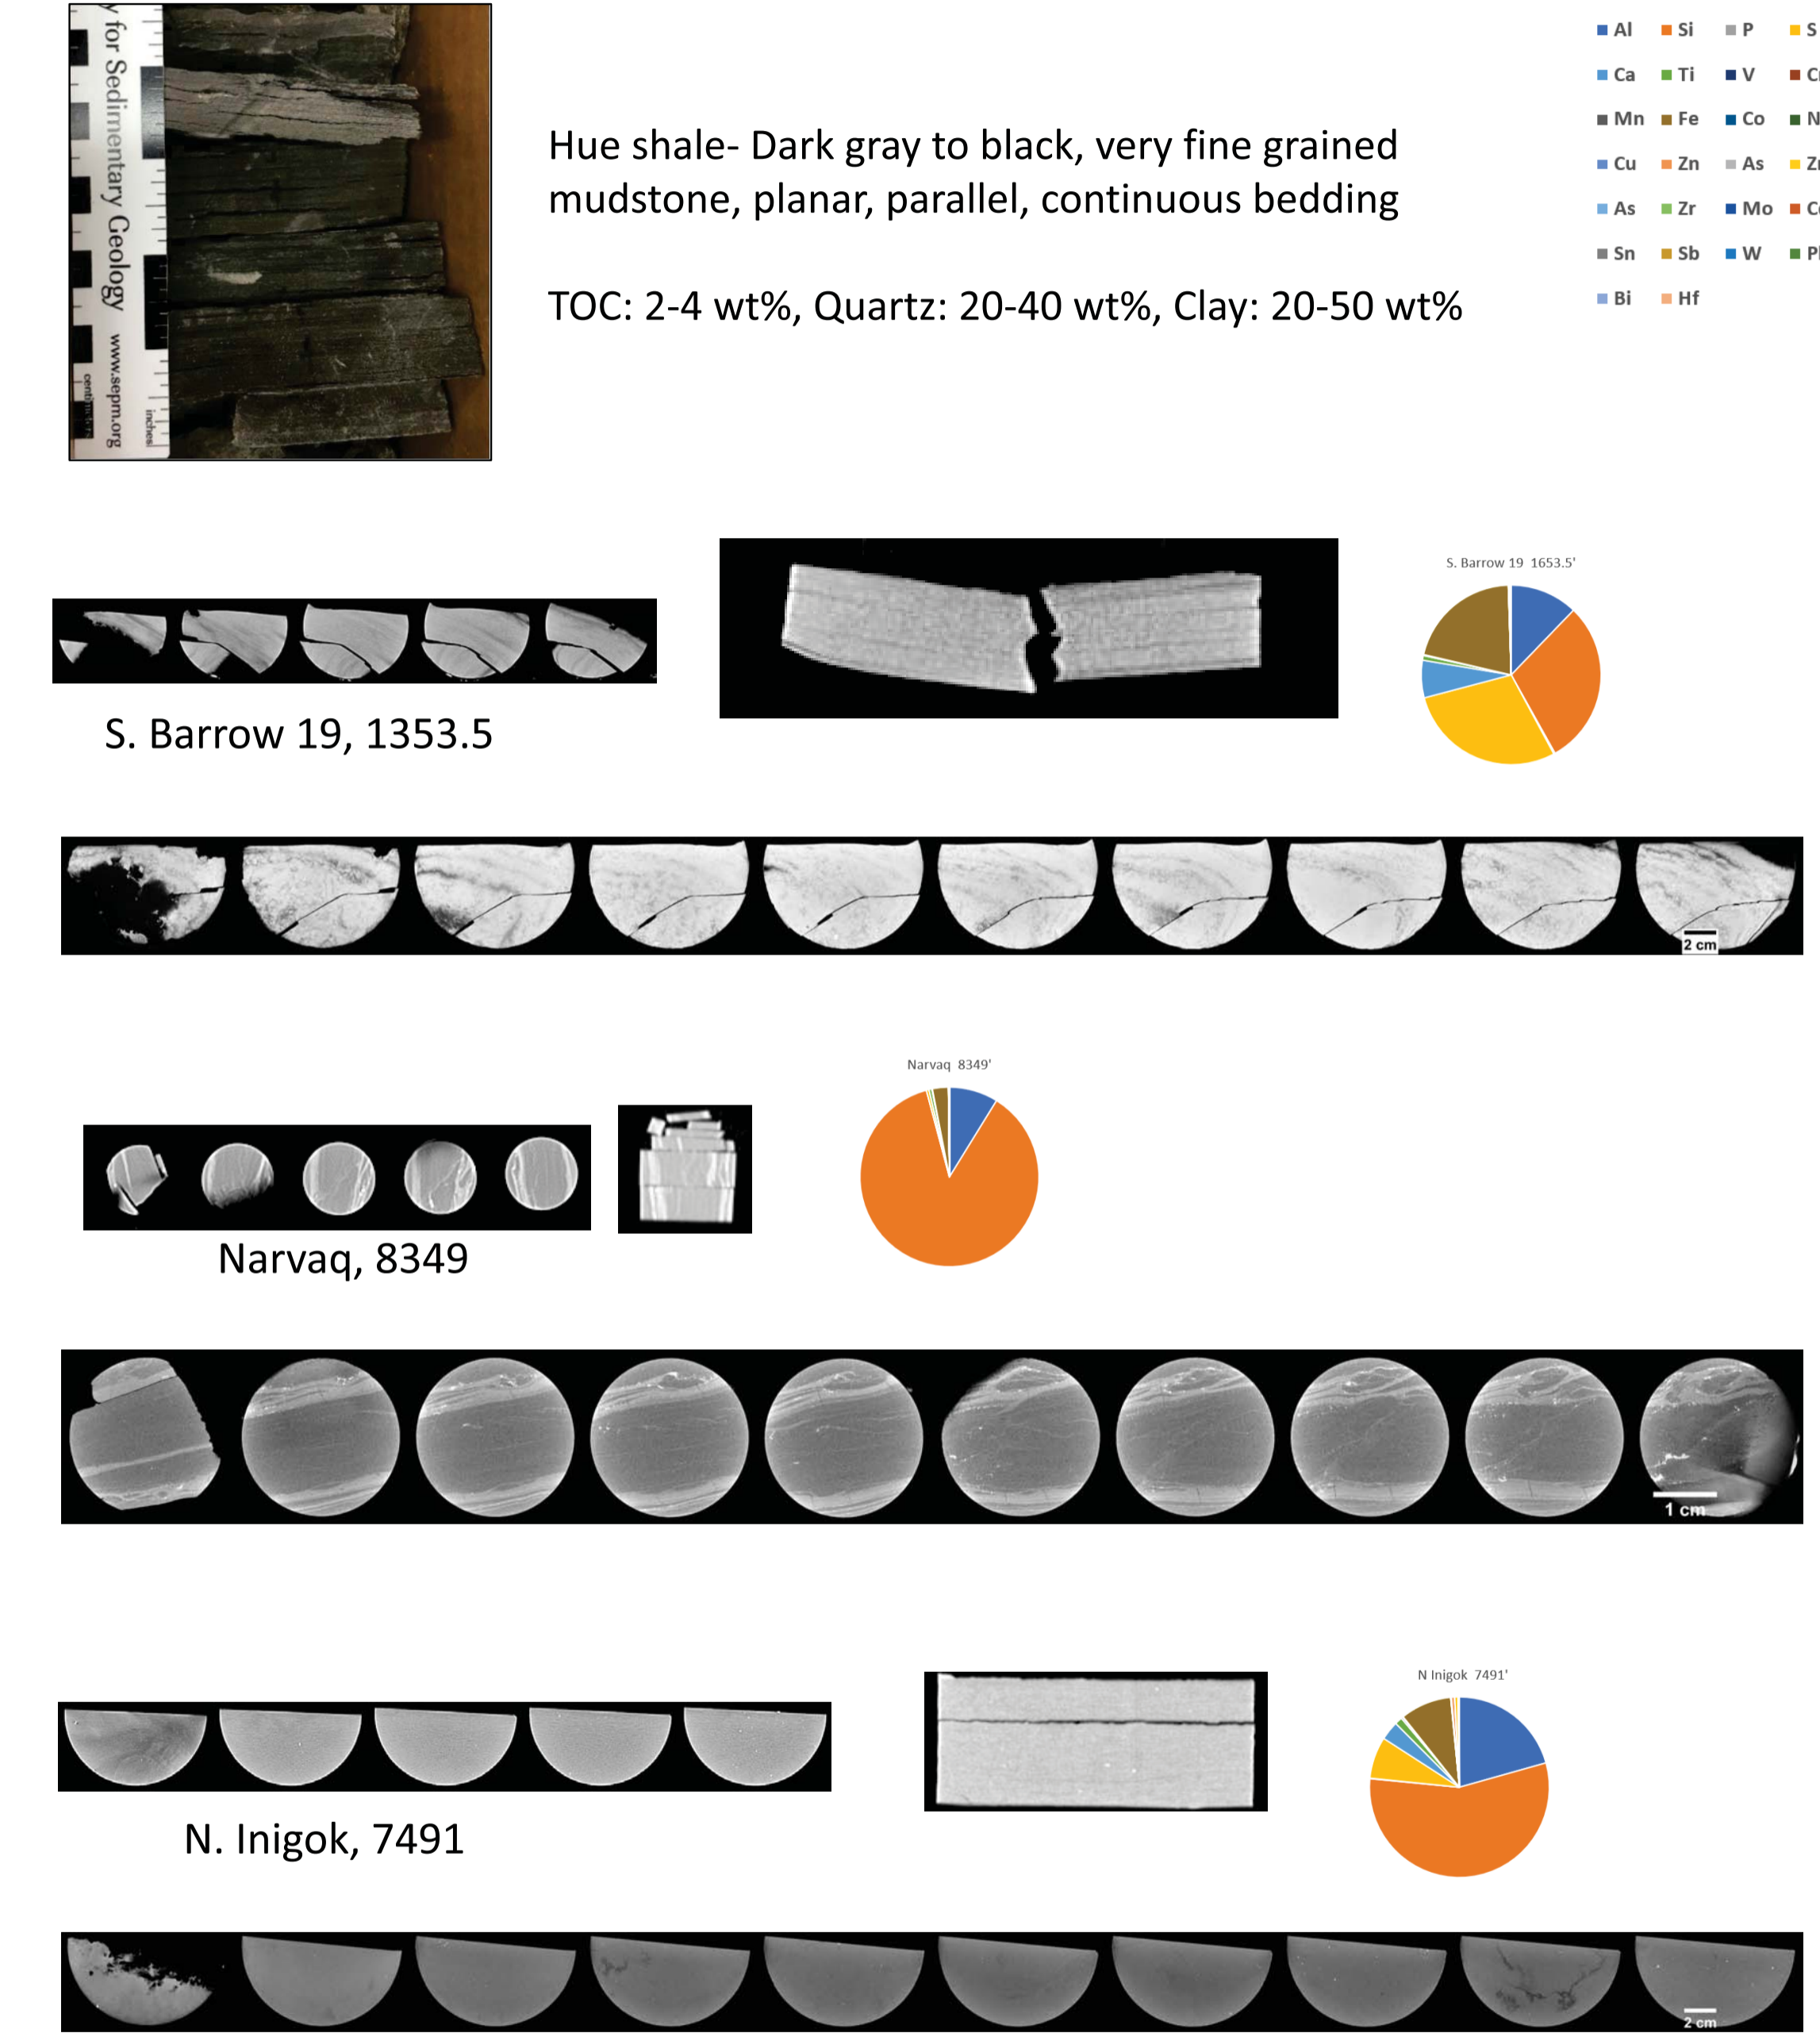 y for Sedimentary Geology www.sepm.org
centimeters
inches
Hue shale- Dark gray to black, very fine grained
mudstone, planar, parallel, continuous bedding
TOC: 2-4 wt%, Quartz: 20-40 wt%, Clay: 20-50 wt%
Al Si P S
Ca Ti V
Mn Fe Co
Cu Zn As
As Zr Mo
Sn Sb W
Bi Hf
S. Barrow 19 1653.5'
S. Barrow 19, 1353.5
2 cm
Narvaq 8349'
Narvaq, 8349
1 cm
N Inigok 7491'
N. Inigok, 7491
2 cm